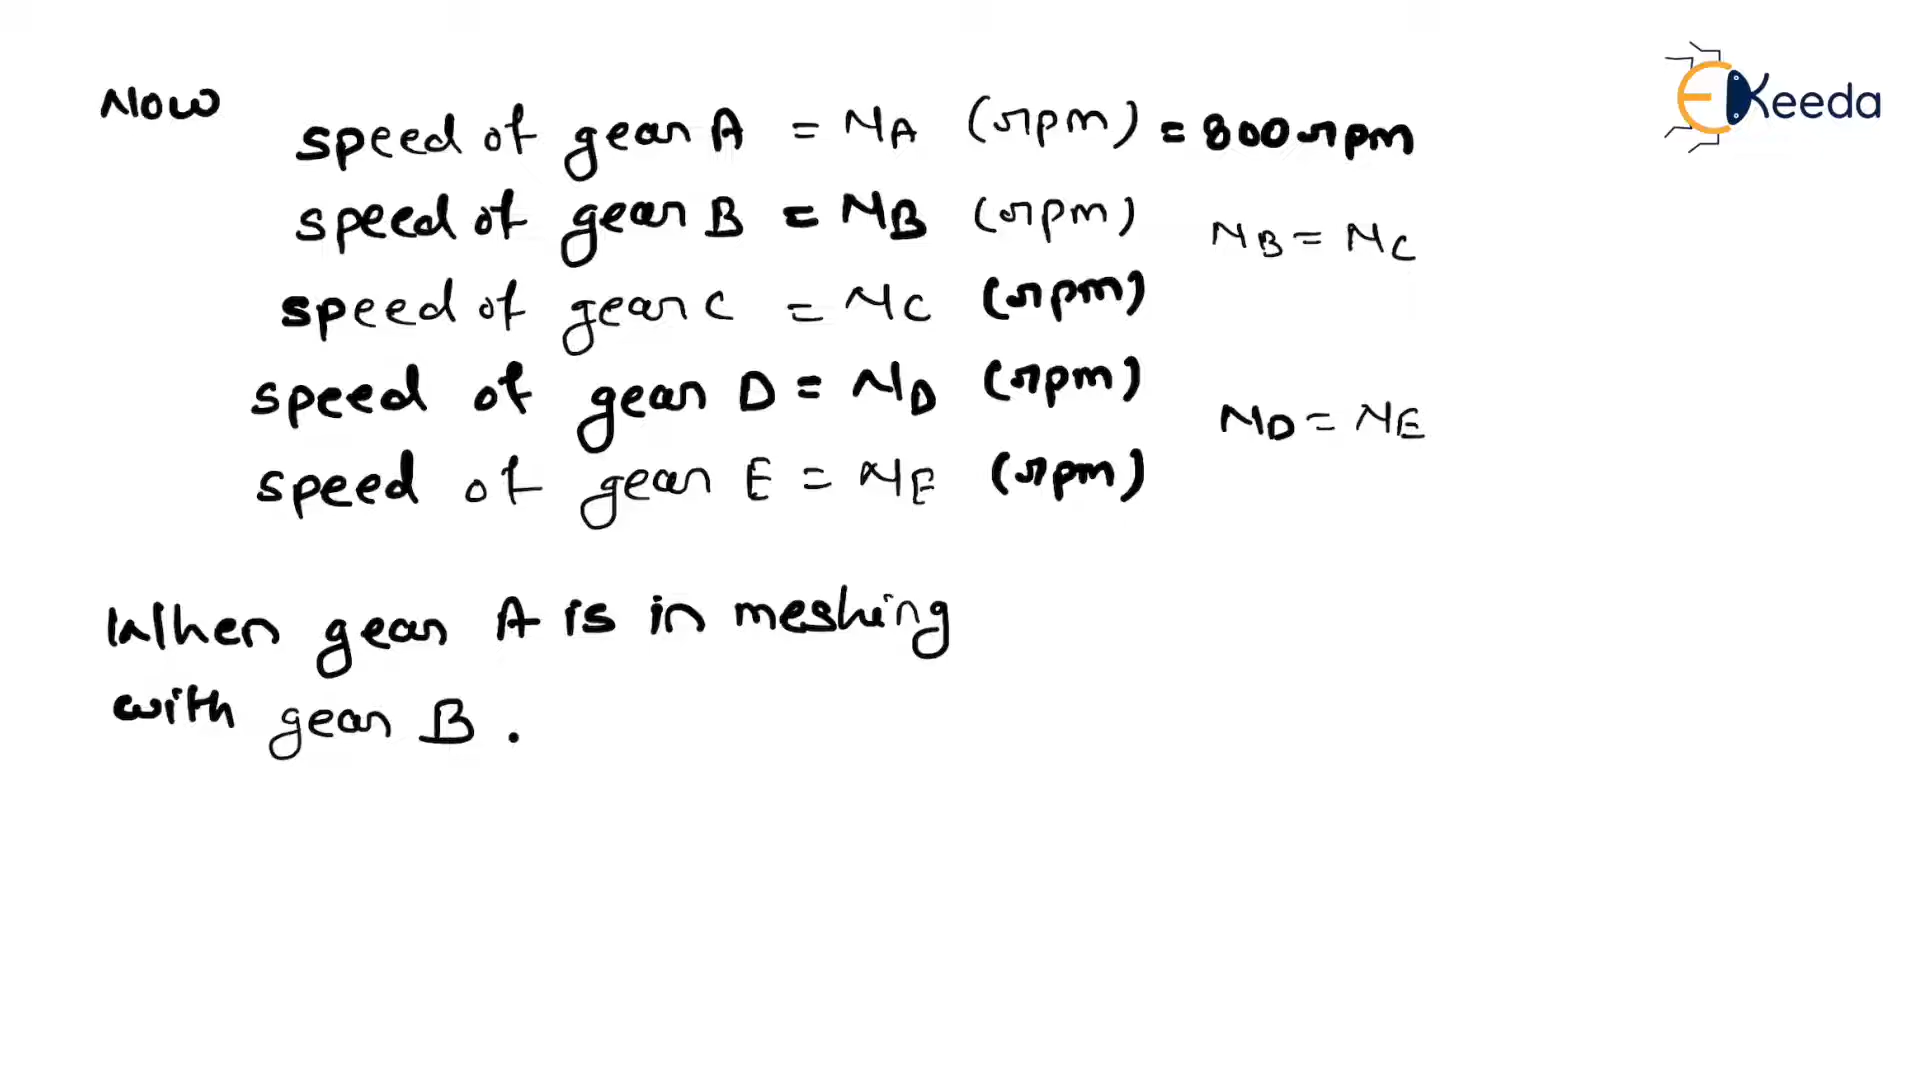 Now
speed of gear A = NA (rpm) = 800 rpm
speed of gear B = NB (rpm) NB = NC
speed of gear C = NC (rpm)
speed of gear D = ND (rpm) ND = NE
speed of gear E = NE (rpm)
When gear A is in meshing
with gear B.
EKeeda